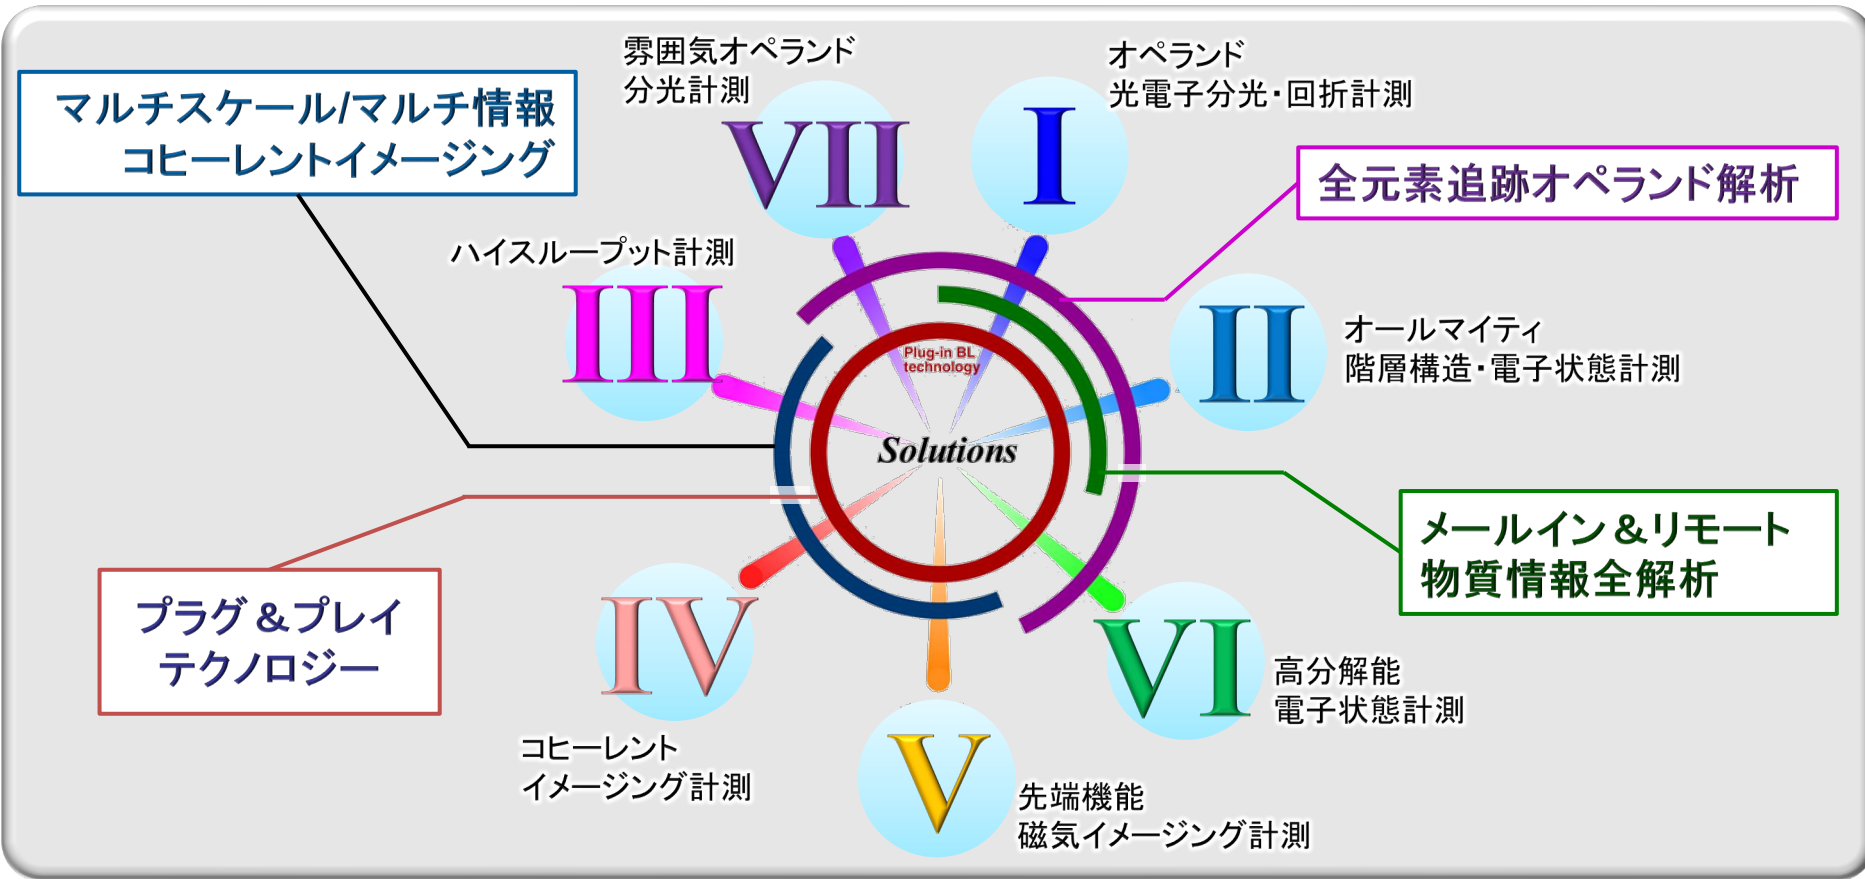 雰囲気オペランド
分光計測
VII
オペランド
光電子分光・回折計測
I
マルチスケール/マルチ情報
コヒーレントイメージング
全元素追跡オペランド解析
ハイスループット計測
III
オールマイティ
階層構造・電子状態計測
II
Plug-in BL
technology
Solutions
メールイン＆リモート
物質情報全解析
プラグ＆プレイ
テクノロジー
IV
コヒーレント
イメージング計測
VI
高分解能
電子状態計測
V
先端機能
磁気イメージング計測